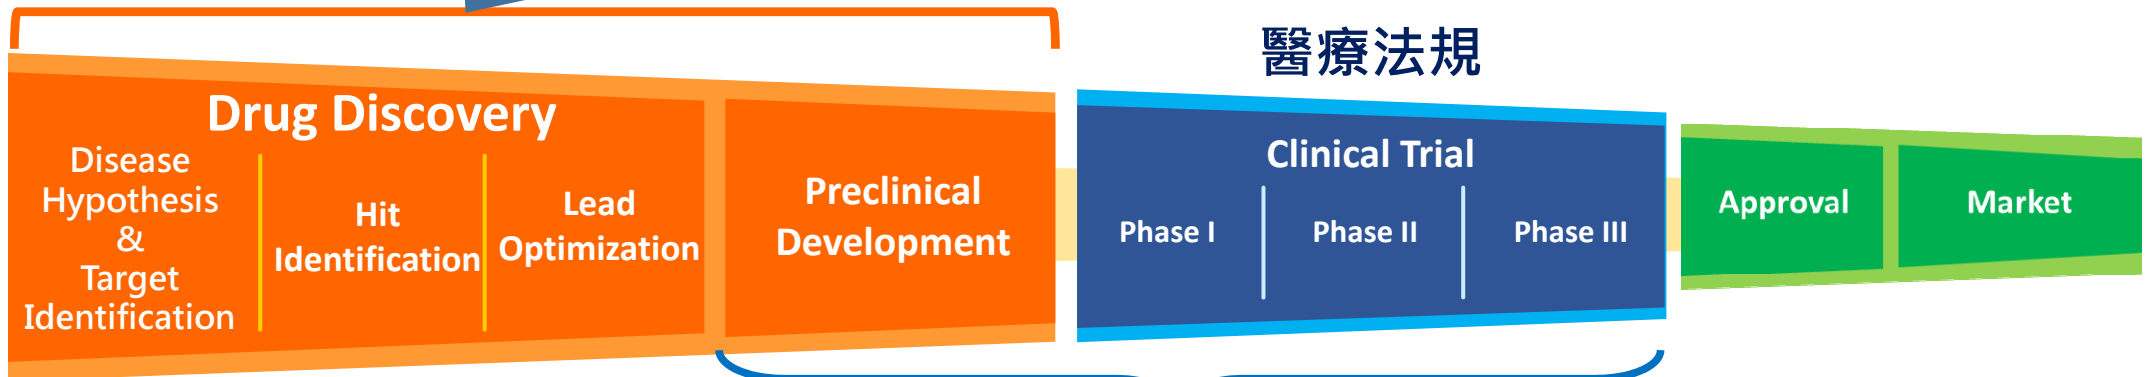 醫療法規
Drug Discovery
Disease
Hypothesis
&
Target
Identification
Hit
Identification
Lead
Optimization
Preclinical
Development
Clinical Trial
Phase I
Phase II
Phase III
Approval
Market